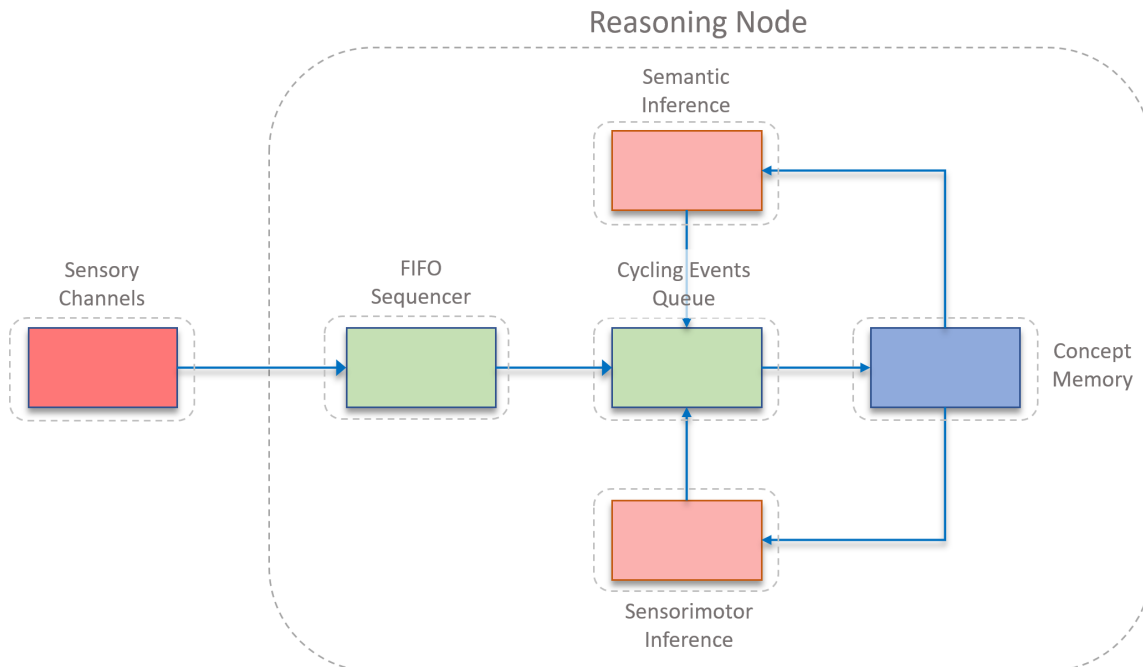 Reasoning Node
Semantic
Inference
Sensory
Channels
FIFO
Sequencer
Cycling Events
Queue
Concept
Memory
Sensorimotor
Inference